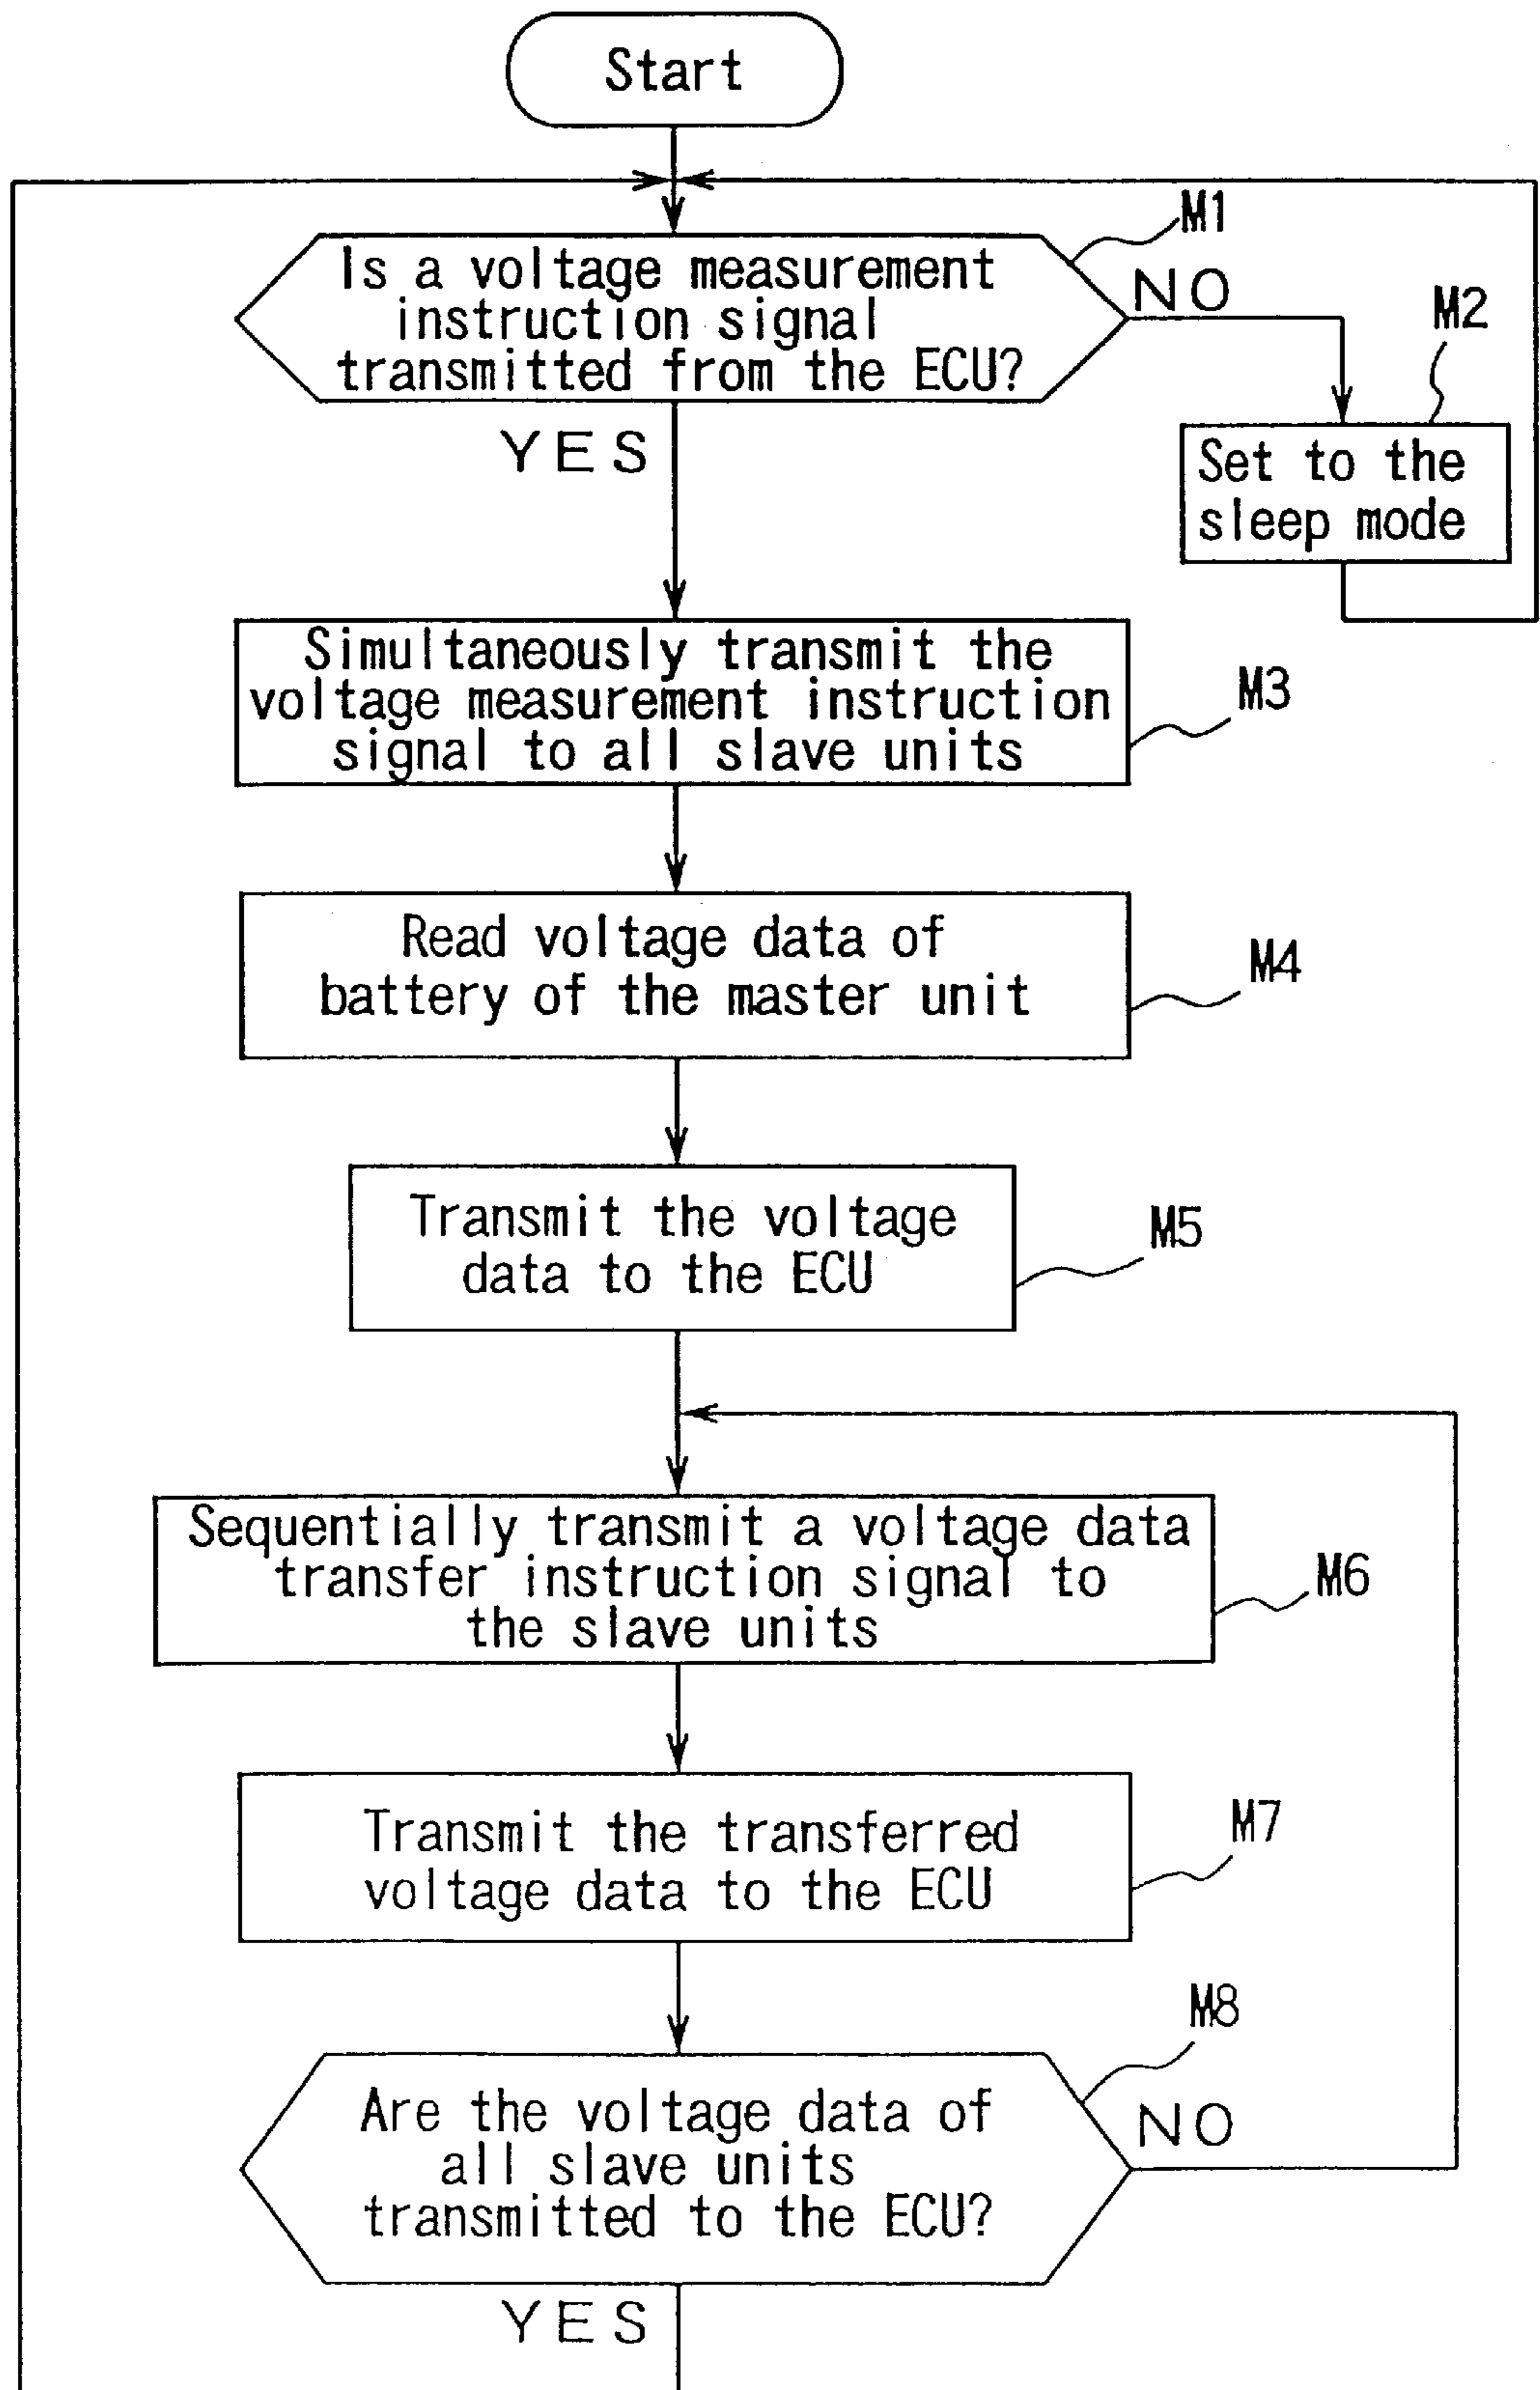 Start
M1
Is a voltage measurement
instruction signal
transmitted from the ECU?
NO
M2
YES
Set to the
sleep mode
Simultaneously transmit the
voltage measurement instruction
signal to all slave units
M3
Read voltage data of
battery of the master unit
M4
Transmit the voltage
data to the ECU
M5
Sequentially transmit a voltage data
transfer instruction signal to
the slave units
M6
Transmit the transferred
voltage data to the ECU
M7
M8
Are the voltage data of
all slave units
transmitted to the ECU?
NO
YES